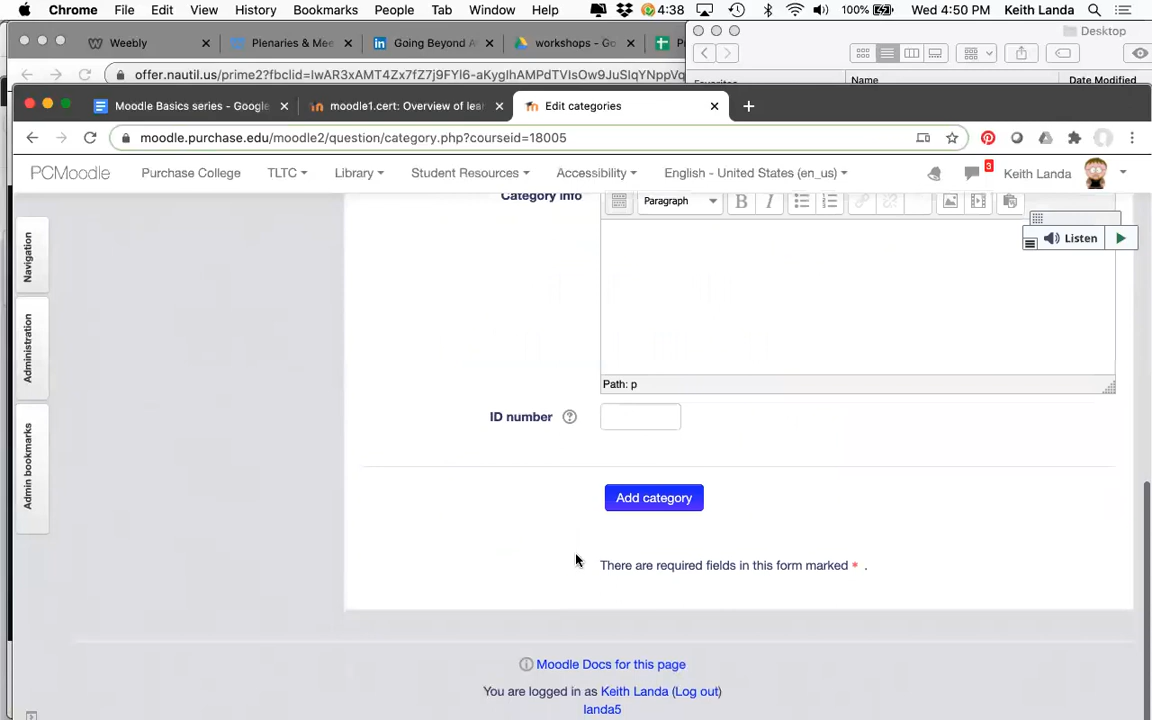 Chrome File Edit View History Bookmarks People Tab Window Help 4:38 100% Wed 4:50 PM Keith Landa
Weebly Plenaries & Mee LinkedIn Going Beyond A workshops - Go
Desktop
offer.nautil.us/prime2?fbclid=
Name Date Modified
Moodle Basics series - Google moodle1.cert: Overview of lear Edit categories
moodle.purchase.edu/moodle2/question/category.php?courseid=18005
PCMoodle Purchase College TLTC Library Student Resources Accessibility English - United States (en_us) 3 Keith Landa
Category info Paragraph B I
Listen
Navigation
Administration
Admin bookmarks
Path: p
ID number
Add category
There are required fields in this form marked * .
Moodle Docs for this page
You are logged in as Keith Landa (Log out)
landa5